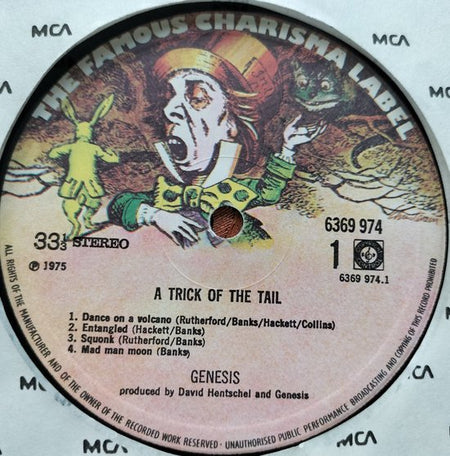 MCA
MCA
MCA
MCA
MCA
MCA
MCA
THE FAMOUS CHARISMA LABEL
33⅓ STEREO
℗ 1975
6369 974
1
6369 974.1
A TRICK OF THE TAIL
1. Dance on a volcano (Rutherford/Banks/Hackett/Collins)
2. Entangled (Hackett/Banks)
3. Squonk (Rutherford/Banks)
4. Mad man moon (Banks)
GENESIS
produced by David Hentschel and Genesis
ALL RIGHTS OF THE MANUFACTURER AND OF THE OWNER OF THE RECORDED WORK RESERVED · UNAUTHORISED PUBLIC PERFORMANCE BROADCASTING AND COPYING OF THIS RECORD PROHIBITED